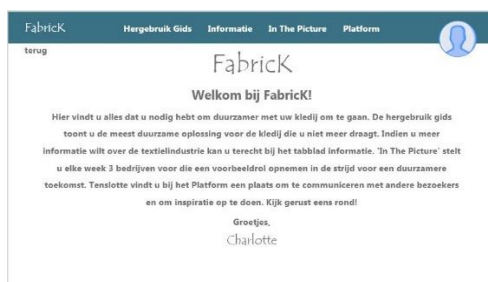 FabricK Hergebruik Gids Informatie In The Picture Platform
terug
FabricK
Welkom bij FabricK!
Hier vindt u alles dat u nodig hebt om duurzamer met uw kledij om te gaan. De hergebruik gids
toont u de meest duurzame oplossing voor de kledij die u niet meer draagt. Indien u meer
informatie wilt over de textielindustrie kan u terecht bij het tabblad informatie. 'In The Picture' stelt
u elke week 3 bedrijven voor die een voorbeeldrol opnemen in de strijd voor een duurzamere
toekomst. Tenslotte vindt u bij het Platform een plaats om te communiceren met andere bezoekers
en om inspiratie op te doen. Kijk gerust eens rond!
Groetjes,
Charlotte